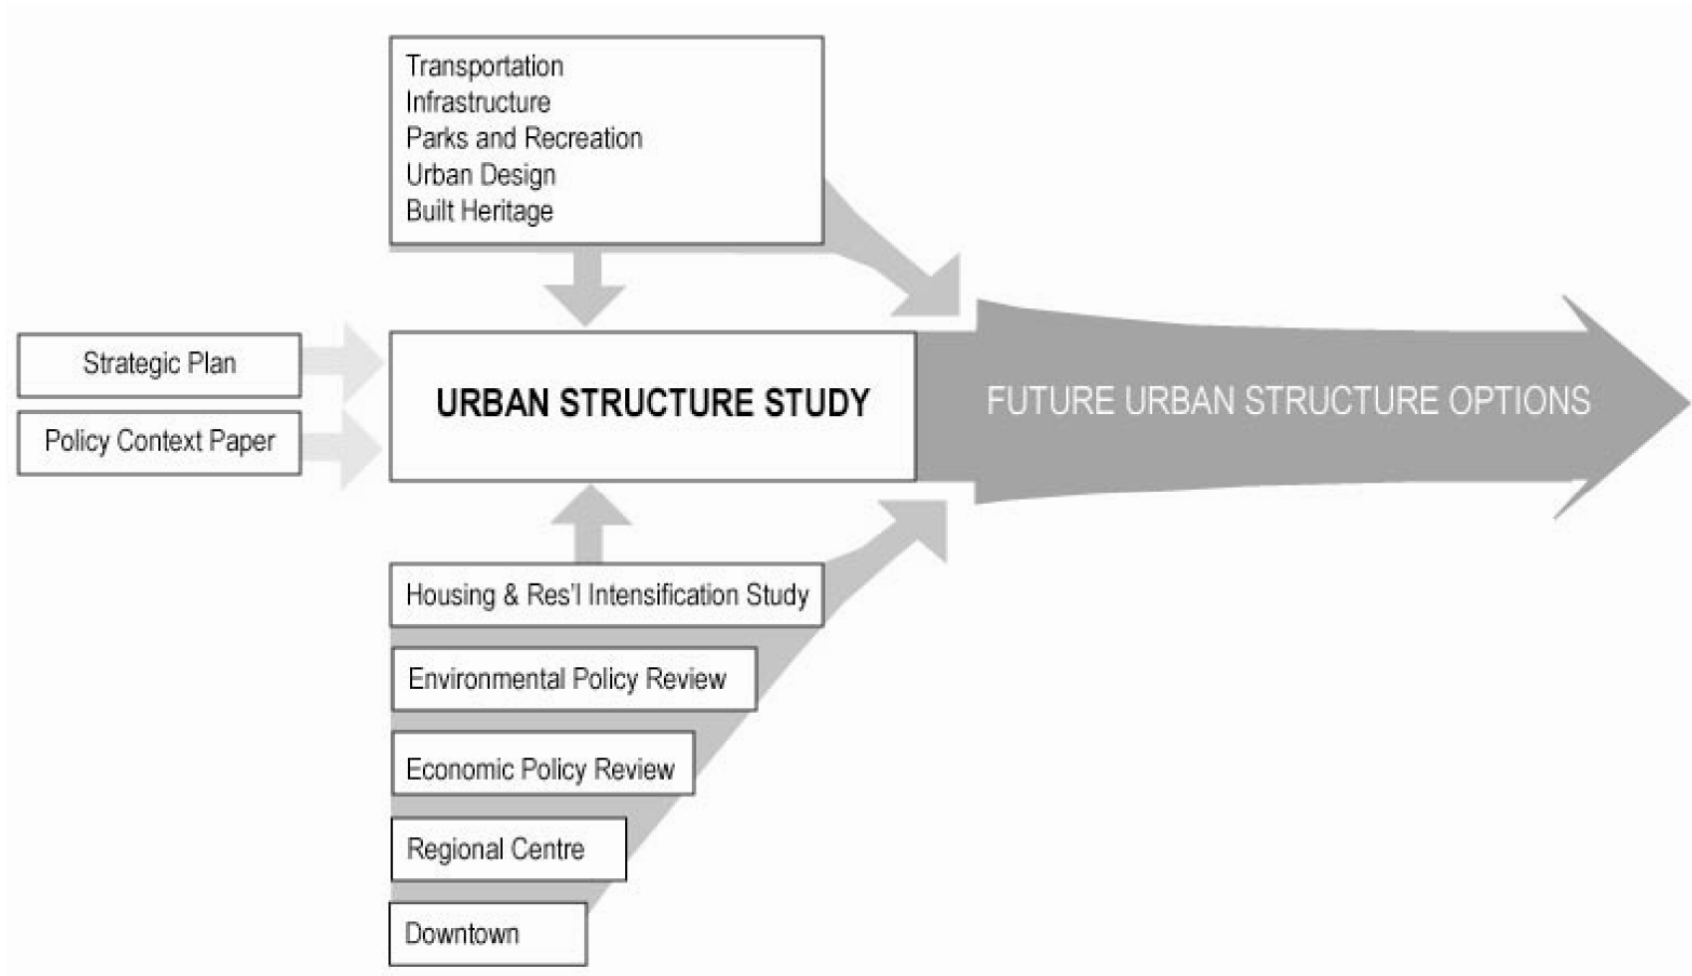 Transportation
Infrastructure
Parks and Recreation
Urban Design
Built Heritage
Strategic Plan
Policy Context Paper
URBAN STRUCTURE STUDY
FUTURE URBAN STRUCTURE OPTIONS
Housing & Res'l Intensification Study
Environmental Policy Review
Economic Policy Review
Regional Centre
Downtown